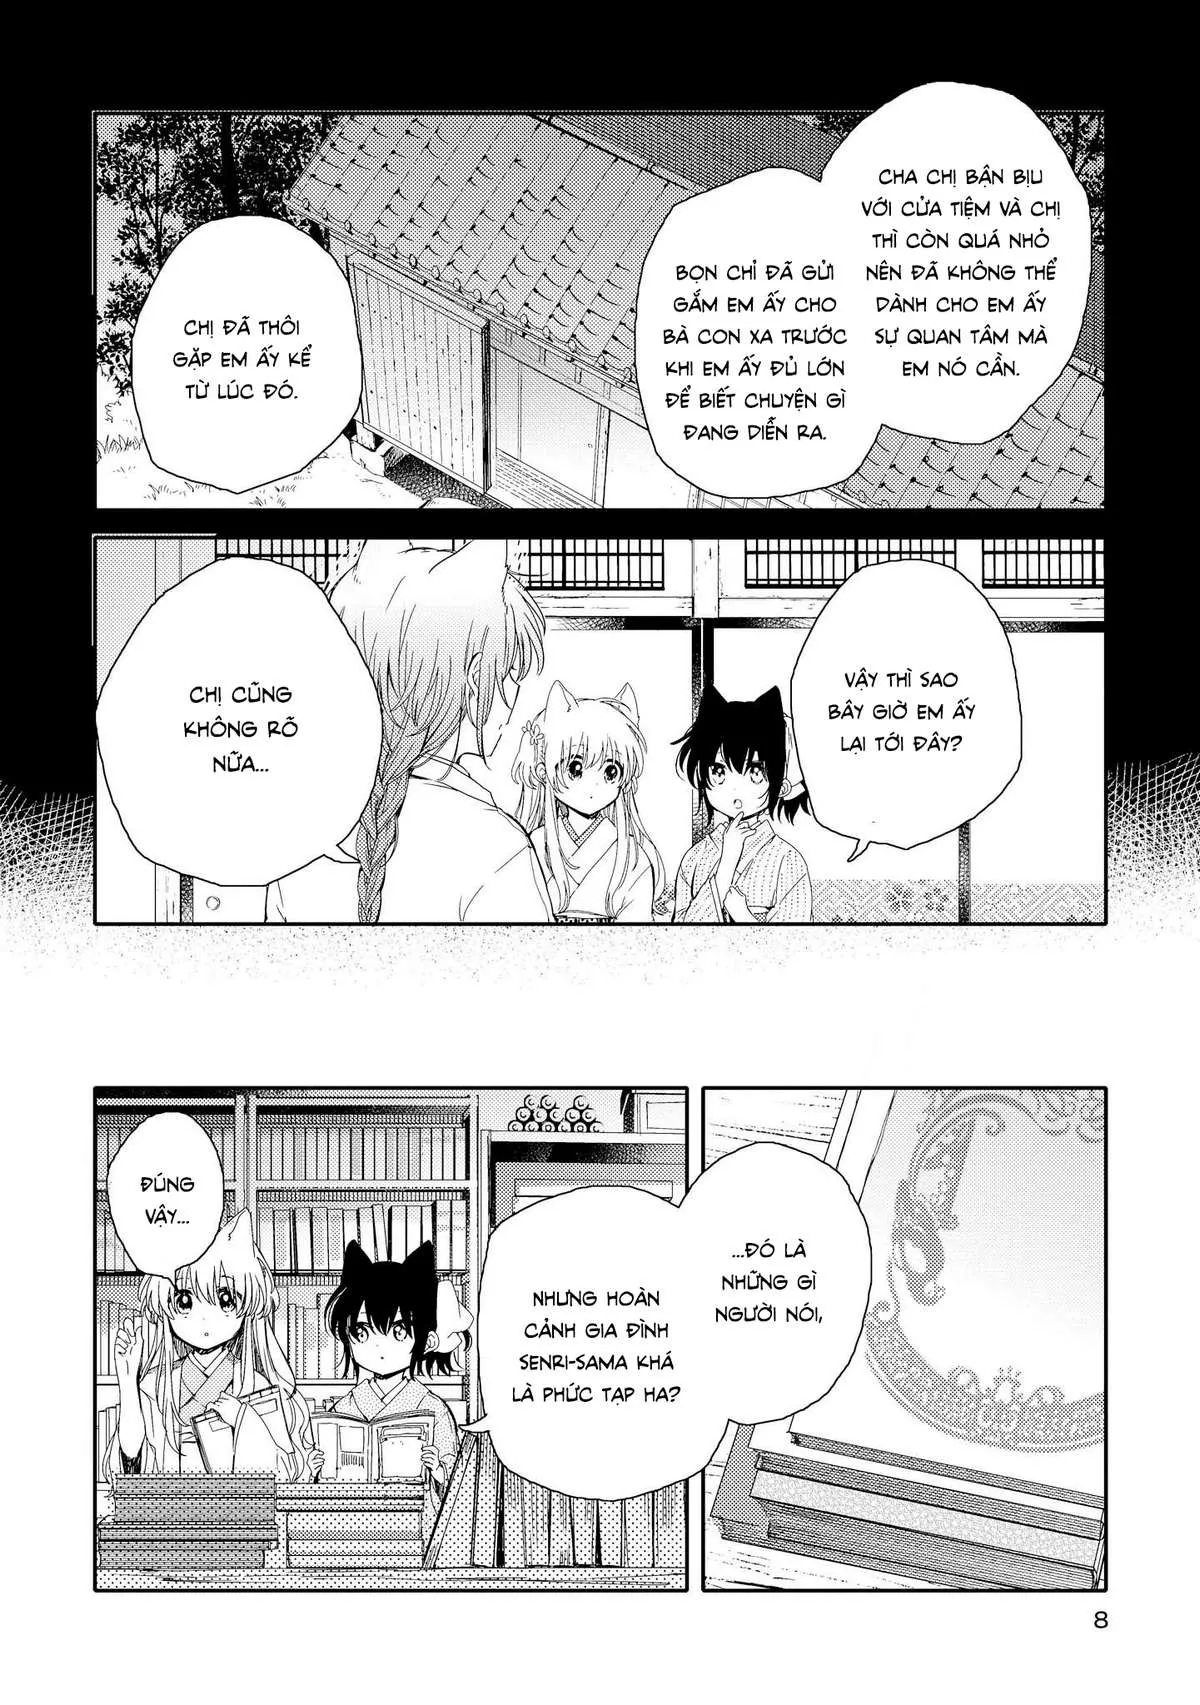 CHA CHỊ BẬN BỊU
VỚI CỬA TIỆM VÀ CHỊ
THÌ CÒN QUÁ NHỎ
NÊN ĐÃ KHÔNG THỂ
DÀNH CHO EM ẤY
SỰ QUAN TÂM MÀ
EM NÓ CẦN.
BỌN CHỈ ĐÃ GỬI
GẮM EM ẤY CHO
BÀ CON XA TRƯỚC
KHI EM ẤY ĐỦ LỚN
ĐỂ BIẾT CHUYỆN GÌ
ĐANG DIỄN RA.
CHỊ ĐÃ THÔI
GẶP EM ẤY KỂ
TỪ LÚC ĐÓ.
VẬY THÌ SAO
BÂY GIỜ EM ẤY
LẠI TỚI ĐÂY?
CHỊ CŨNG
KHÔNG RÕ
NỮA...
...ĐÓ LÀ
NHỮNG GÌ
NGƯỜI NÓI,
NHƯNG HOÀN
CẢNH GIA ĐÌNH
SENRI-SAMA KHÁ
LÀ PHỨC TẠP HA?
ĐÚNG
VẬY...
8